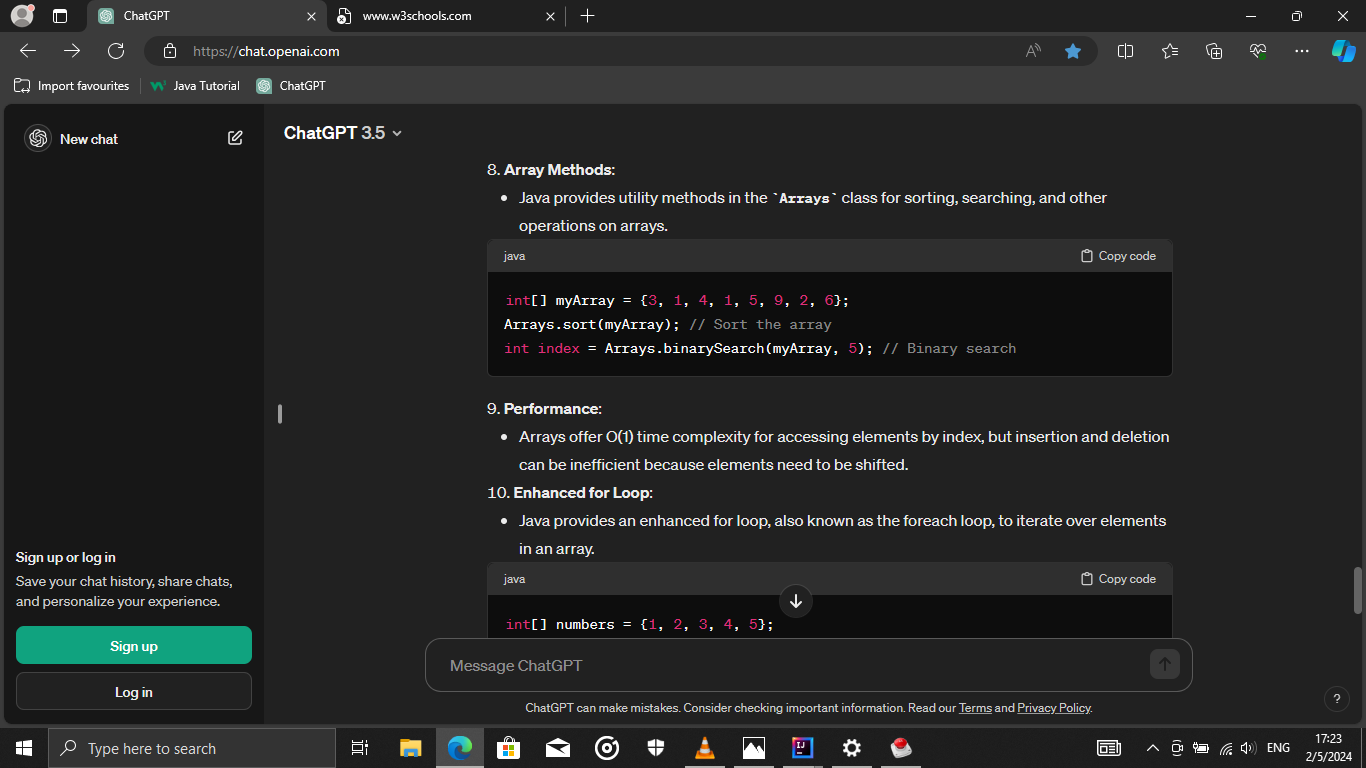 ChatGPT
www.w3schools.com
https://chat.openai.com
Import favourites
Java Tutorial
ChatGPT
New chat
ChatGPT 3.5
8. Array Methods:
• Java provides utility methods in the `Arrays` class for sorting, searching, and other
operations on arrays.
java
Copy code
int[] myArray = {3, 1, 4, 1, 5, 9, 2, 6};
Arrays.sort(myArray); // Sort the array
int index = Arrays.binarySearch(myArray, 5); // Binary search
9. Performance:
• Arrays offer O(1) time complexity for accessing elements by index, but insertion and deletion
can be inefficient because elements need to be shifted.
10. Enhanced for Loop:
• Java provides an enhanced for loop, also known as the foreach loop, to iterate over elements
in an array.
java
Copy code
int[] numbers = {1, 2, 3, 4, 5};
Sign up or log in
Save your chat history, share chats,
and personalize your experience.
Sign up
Log in
Message ChatGPT
?
ChatGPT can make mistakes. Consider checking important information. Read our Terms and Privacy Policy.
Type here to search
ENG
17:23
2/5/2024